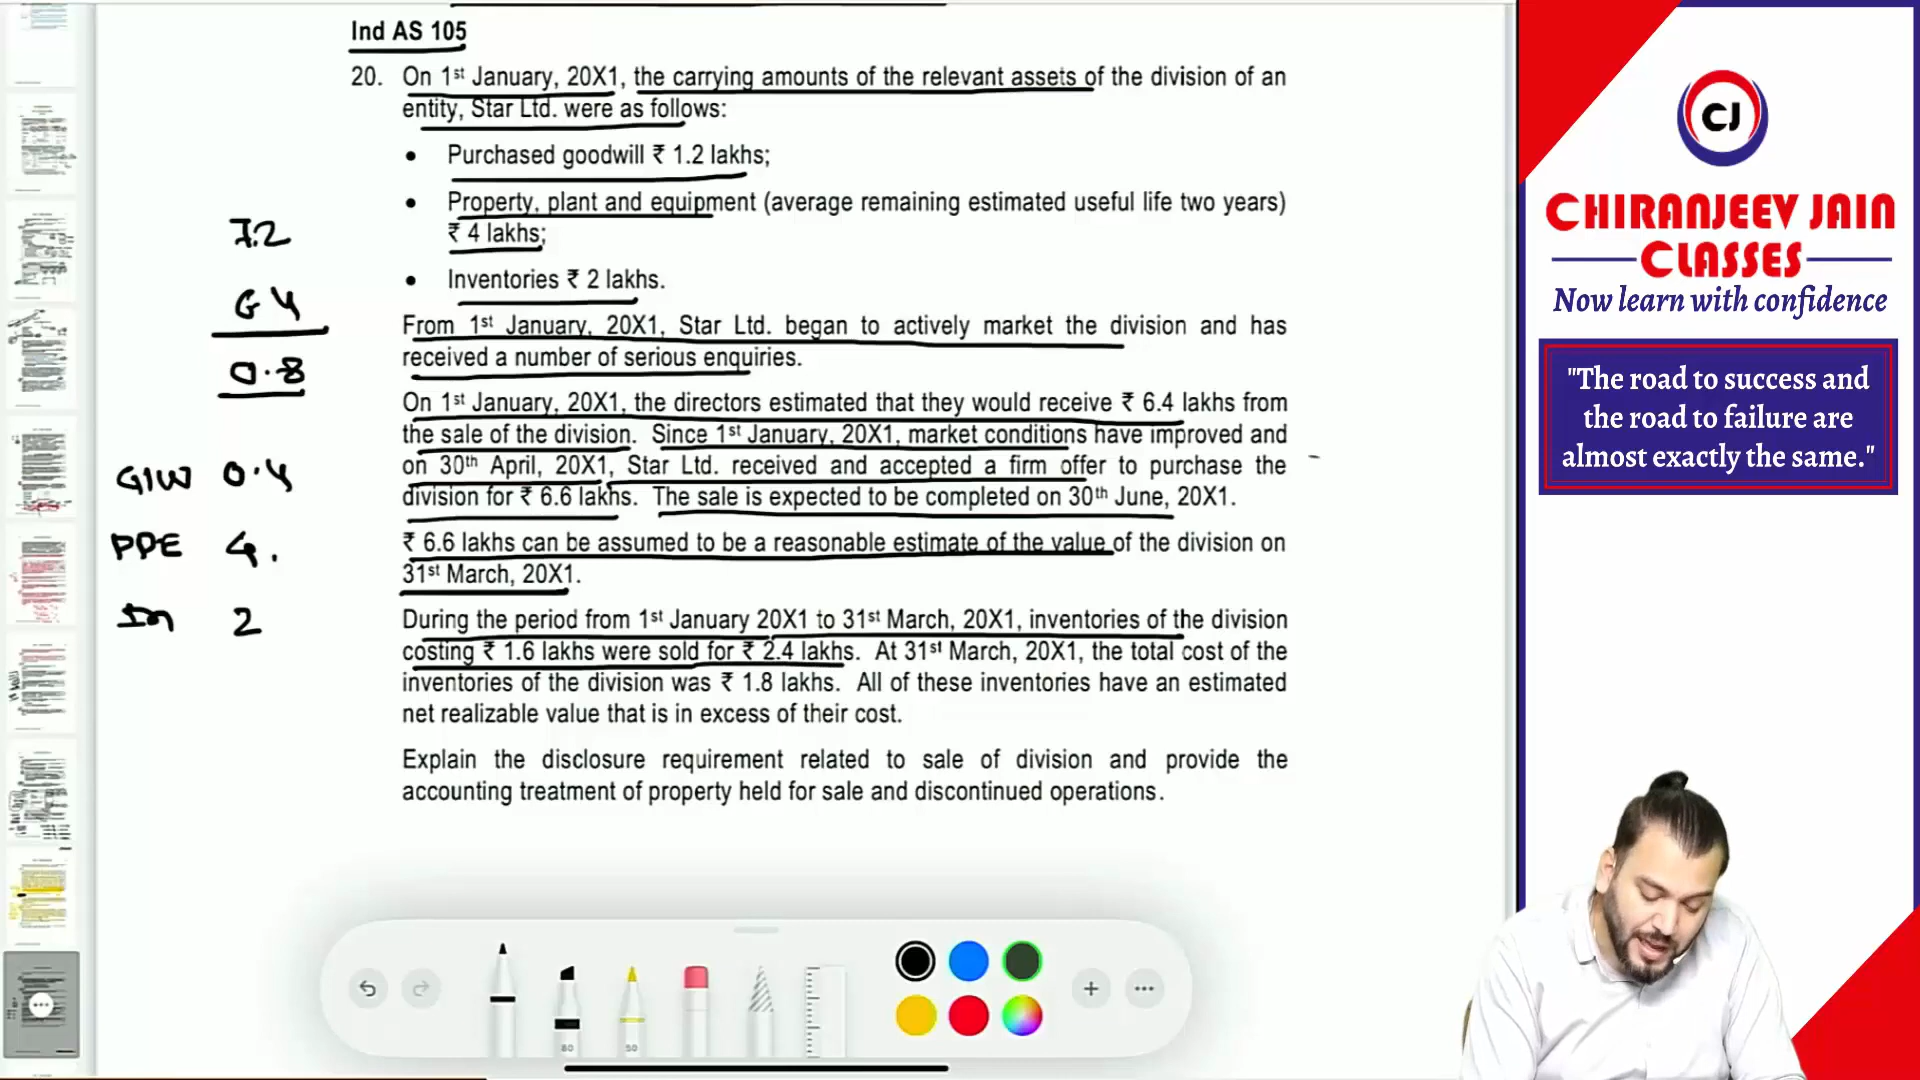 Ind AS 105
20. On 1st January, 20X1, the carrying amounts of the relevant assets of the division of an
entity, Star Ltd. were as follows:
• Purchased goodwill ₹ 1.2 lakhs;
• Property, plant and equipment (average remaining estimated useful life two years)
₹ 4 lakhs;
• Inventories ₹ 2 lakhs.
From 1st January, 20X1, Star Ltd. began to actively market the division and has
received a number of serious enquiries.
On 1st January, 20X1, the directors estimated that they would receive ₹ 6.4 lakhs from
the sale of the division. Since 1st January, 20X1, market conditions have improved and
on 30th April, 20X1, Star Ltd. received and accepted a firm offer to purchase the
division for ₹ 6.6 lakhs. The sale is expected to be completed on 30th June, 20X1.
₹ 6.6 lakhs can be assumed to be a reasonable estimate of the value of the division on
31st March, 20X1.
During the period from 1st January 20X1 to 31st March, 20X1, inventories of the division
costing ₹ 1.6 lakhs were sold for ₹ 2.4 lakhs. At 31st March, 20X1, the total cost of the
inventories of the division was ₹ 1.8 lakhs. All of these inventories have an estimated
net realizable value that is in excess of their cost.
Explain the disclosure requirement related to sale of division and provide the
accounting treatment of property held for sale and discontinued operations.
7.2
6.4
0.8
G/W 0.4
PPE 4.
In 2
80
50
CJ
CHIRANJEEV JAIN
CLASSES
Now learn with confidence
"The road to success and
the road to failure are
almost exactly the same."